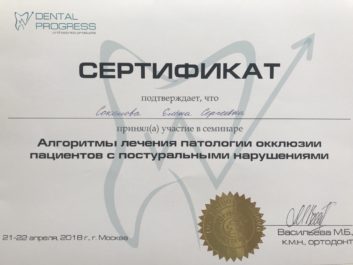 DENTAL
PROGRESS
СЕРТИФИКАТ
подтверждает, что
Соколова Елена Сергеевна
принял(а) участие в семинаре
Алгоритмы лечения патологии окклюзии
пациентов с постуральными нарушениями
21-22 апреля, 2018 г., г. Москва
Васильева М.Б.,
к.м.н., ортодонт